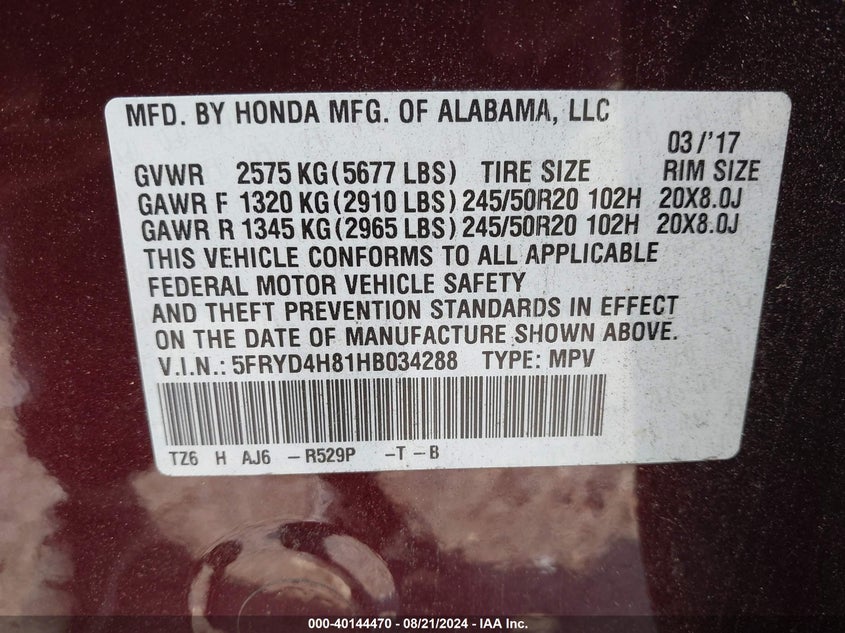 MFD. BY HONDA MFG. OF ALABAMA, LLC
03/'17
GVWR 2575 KG (5677 LBS) TIRE SIZE RIM SIZE
GAWR F 1320 KG (2910 LBS) 245/50R20 102H 20X8.0J
GAWR R 1345 KG (2965 LBS) 245/50R20 102H 20X8.0J
THIS VEHICLE CONFORMS TO ALL APPLICABLE
FEDERAL MOTOR VEHICLE SAFETY
AND THEFT PREVENTION STANDARDS IN EFFECT
ON THE DATE OF MANUFACTURE SHOWN ABOVE.
V.I.N.: 5FRYD4H81HB034288 TYPE: MPV
TZ6 H AJ6 -R529P -T-B
000-40144470 - 08/21/2024 - IAA Inc.